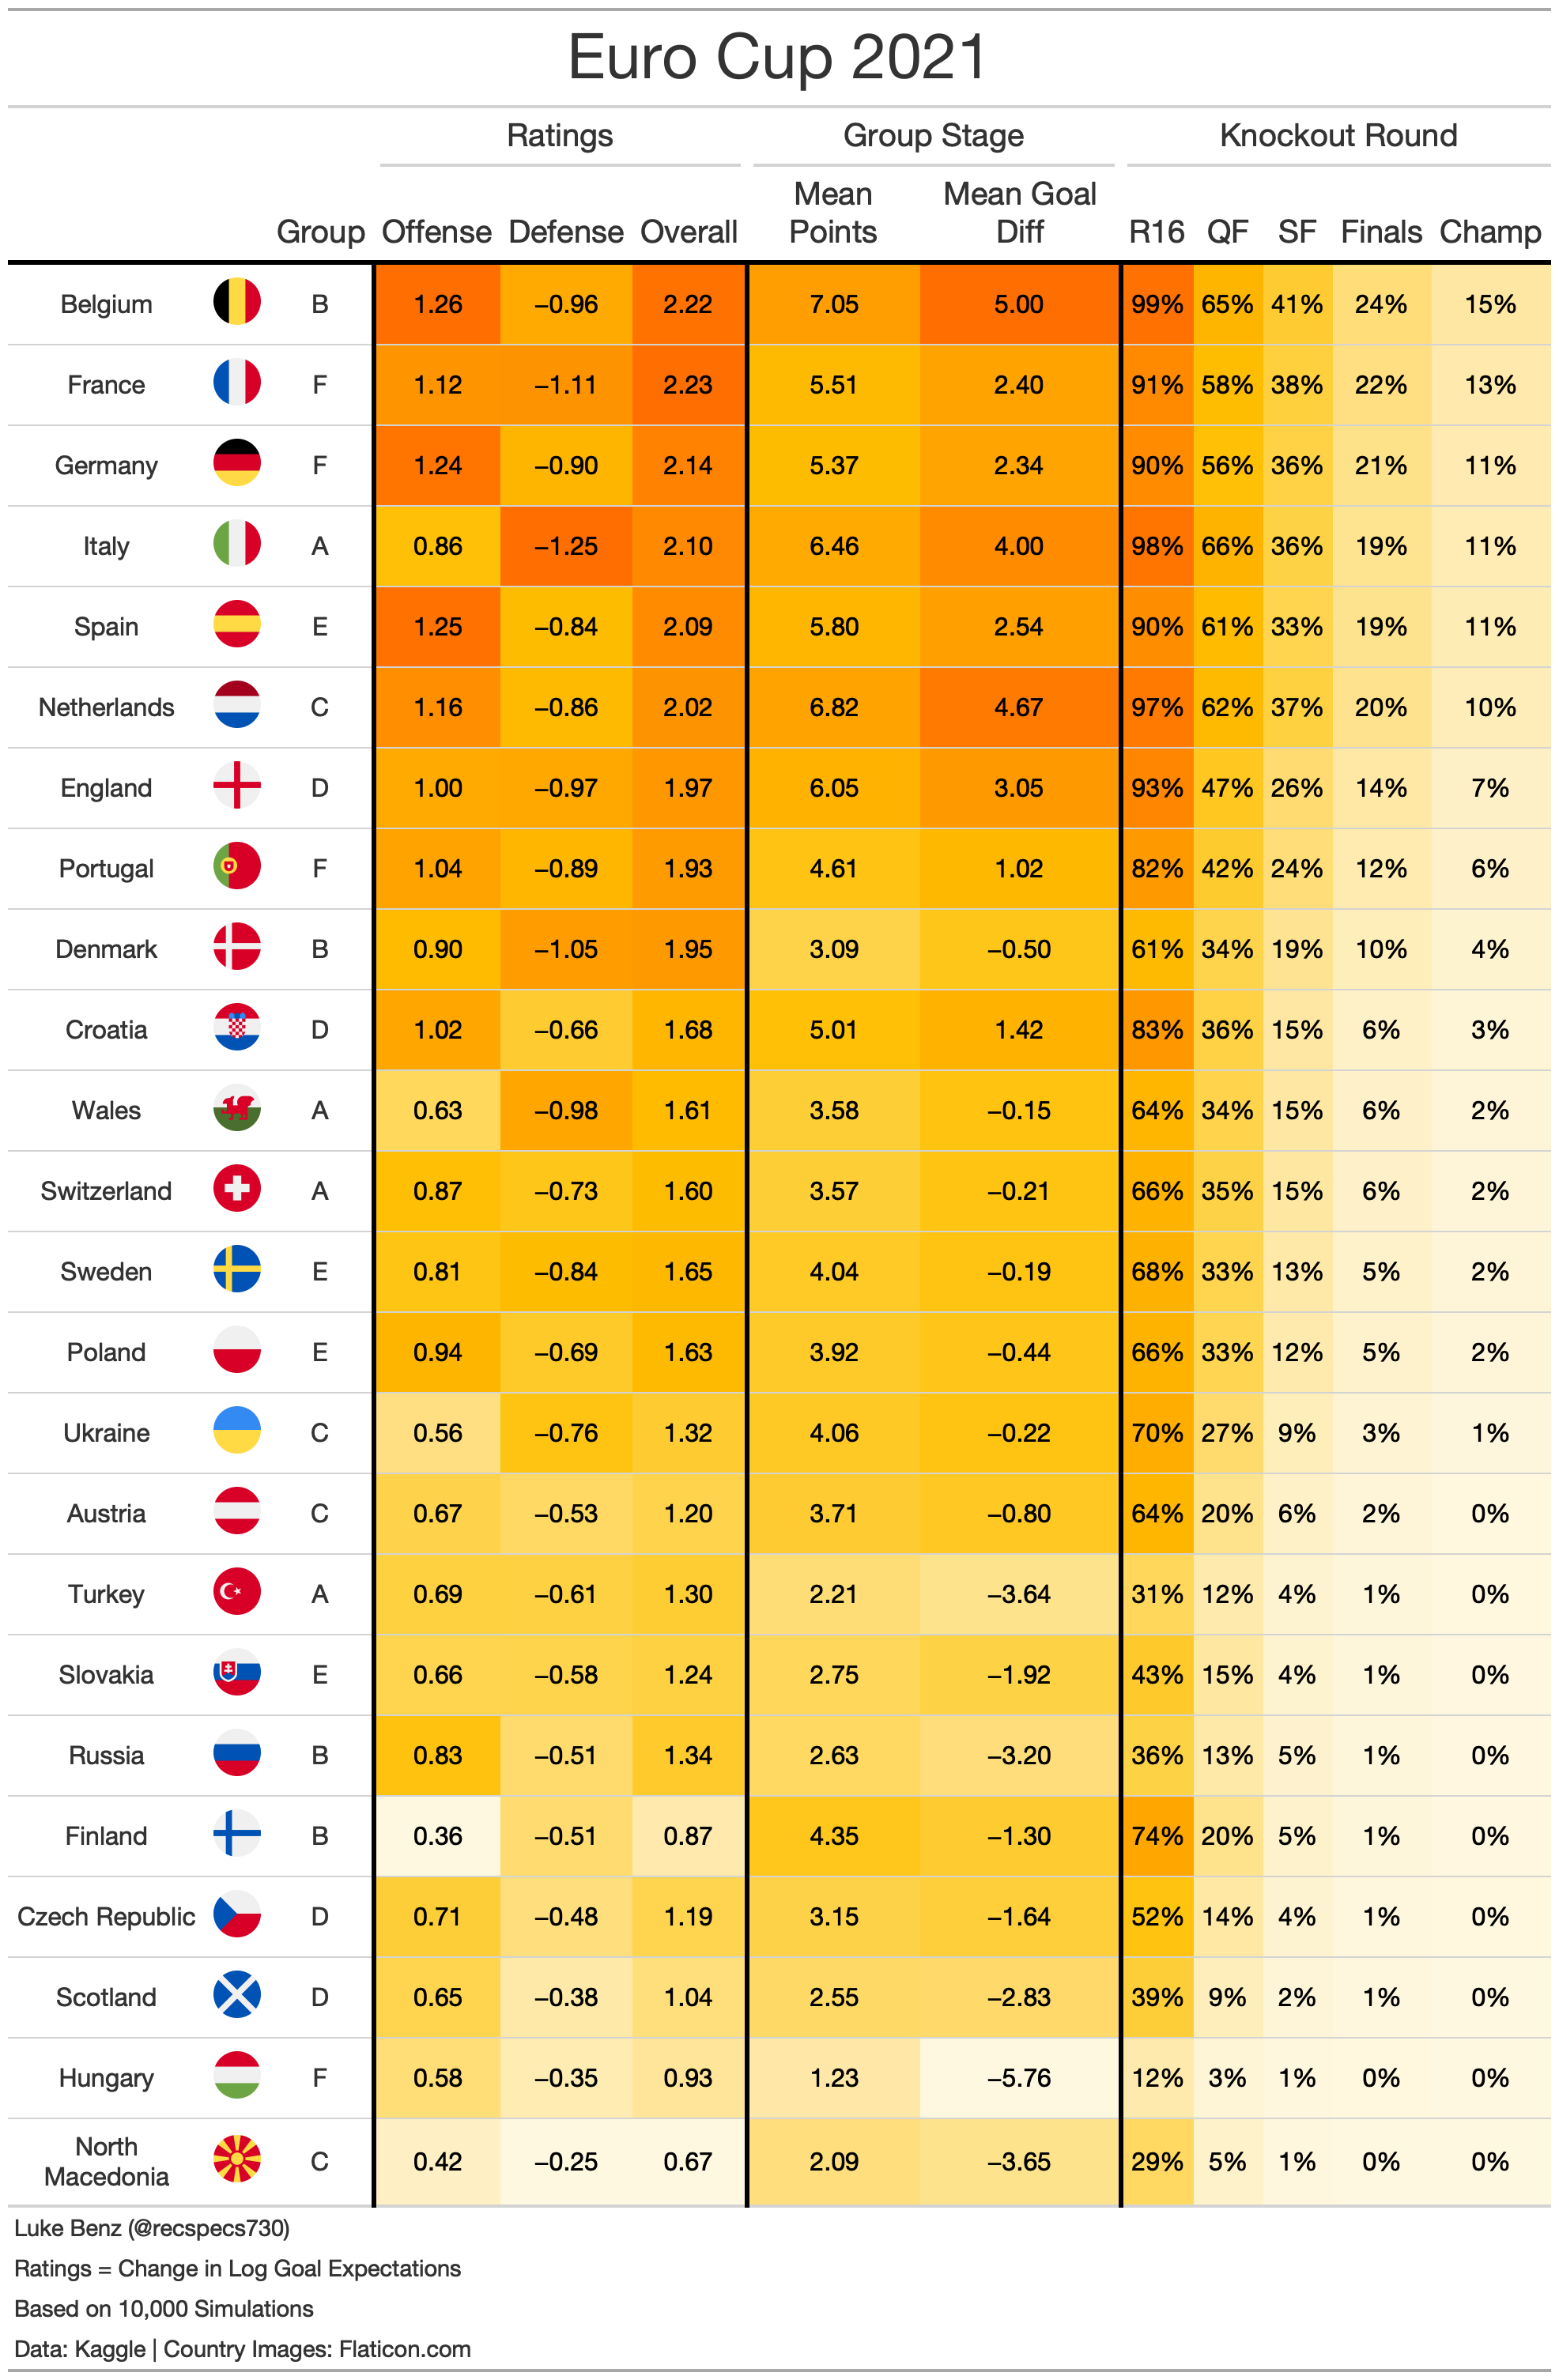 Euro Cup 2021
Ratings Group Stage Knockout Round
Mean Mean Goal
Group Offense Defense Overall Points Diff R16 QF SF Finals Champ
Belgium B 1.26 −0.96 2.22 7.05 5.00 99% 65% 41% 24% 15%
France F 1.12 −1.11 2.23 5.51 2.40 91% 58% 38% 22% 13%
Germany F 1.24 −0.90 2.14 5.37 2.34 90% 56% 36% 21% 11%
Italy A 0.86 −1.25 2.10 6.46 4.00 98% 66% 36% 19% 11%
Spain E 1.25 −0.84 2.09 5.80 2.54 90% 61% 33% 19% 11%
Netherlands C 1.16 −0.86 2.02 6.82 4.67 97% 62% 37% 20% 10%
England D 1.00 −0.97 1.97 6.05 3.05 93% 47% 26% 14% 7%
Portugal F 1.04 −0.89 1.93 4.61 1.02 82% 42% 24% 12% 6%
Denmark B 0.90 −1.05 1.95 3.09 −0.50 61% 34% 19% 10% 4%
Croatia D 1.02 −0.66 1.68 5.01 1.42 83% 36% 15% 6% 3%
Wales A 0.63 −0.98 1.61 3.58 −0.15 64% 34% 15% 6% 2%
Switzerland A 0.87 −0.73 1.60 3.57 −0.21 66% 35% 15% 6% 2%
Sweden E 0.81 −0.84 1.65 4.04 −0.19 68% 33% 13% 5% 2%
Poland E 0.94 −0.69 1.63 3.92 −0.44 66% 33% 12% 5% 2%
Ukraine C 0.56 −0.76 1.32 4.06 −0.22 70% 27% 9% 3% 1%
Austria C 0.67 −0.53 1.20 3.71 −0.80 64% 20% 6% 2% 0%
Turkey A 0.69 −0.61 1.30 2.21 −3.64 31% 12% 4% 1% 0%
Slovakia E 0.66 −0.58 1.24 2.75 −1.92 43% 15% 4% 1% 0%
Russia B 0.83 −0.51 1.34 2.63 −3.20 36% 13% 5% 1% 0%
Finland B 0.36 −0.51 0.87 4.35 −1.30 74% 20% 5% 1% 0%
Czech Republic D 0.71 −0.48 1.19 3.15 −1.64 52% 14% 4% 1% 0%
Scotland D 0.65 −0.38 1.04 2.55 −2.83 39% 9% 2% 1% 0%
Hungary F 0.58 −0.35 0.93 1.23 −5.76 12% 3% 1% 0% 0%
North
Macedonia C 0.42 −0.25 0.67 2.09 −3.65 29% 5% 1% 0% 0%
Luke Benz (@recspecs730)
Ratings = Change in Log Goal Expectations
Based on 10,000 Simulations
Data: Kaggle | Country Images: Flaticon.com